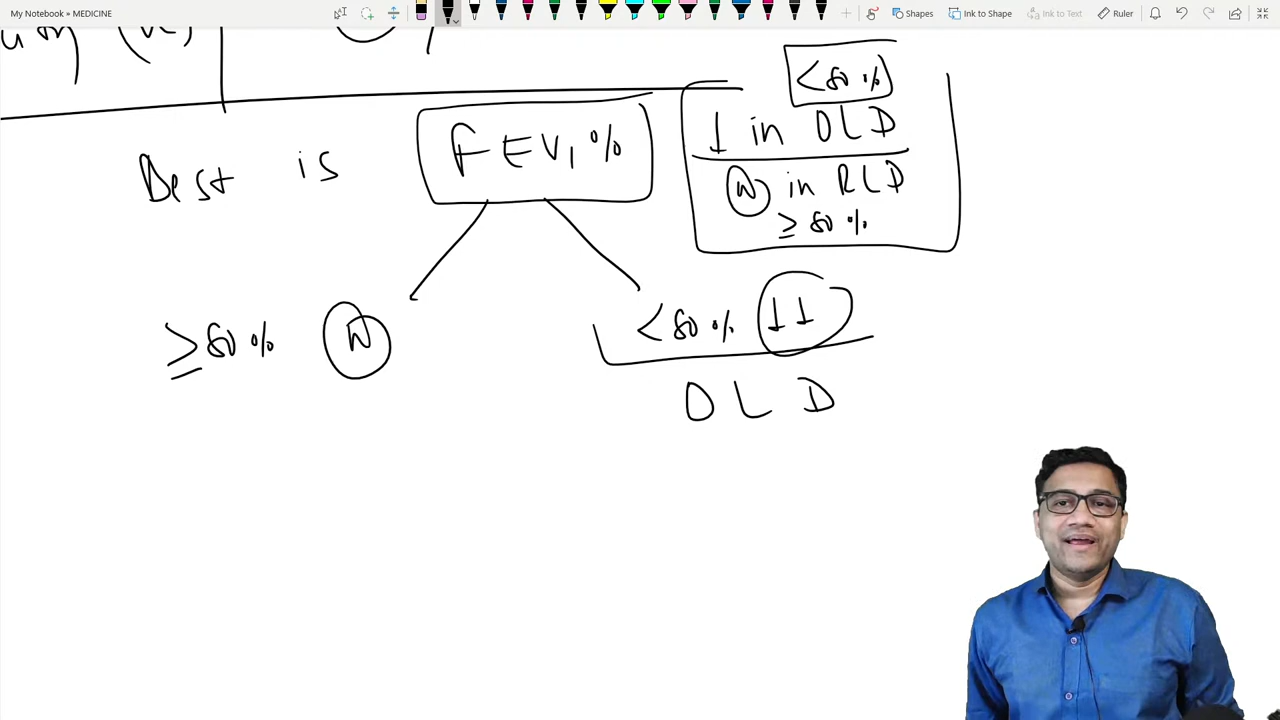 My Notebook » MEDICINE
Shapes Ink to Shape Ink to Text Ruler
<80%
↓ in OLD
N in RLD
≥80%
Best is FEV1%
≥80% N
<80% ↓↓
OLD